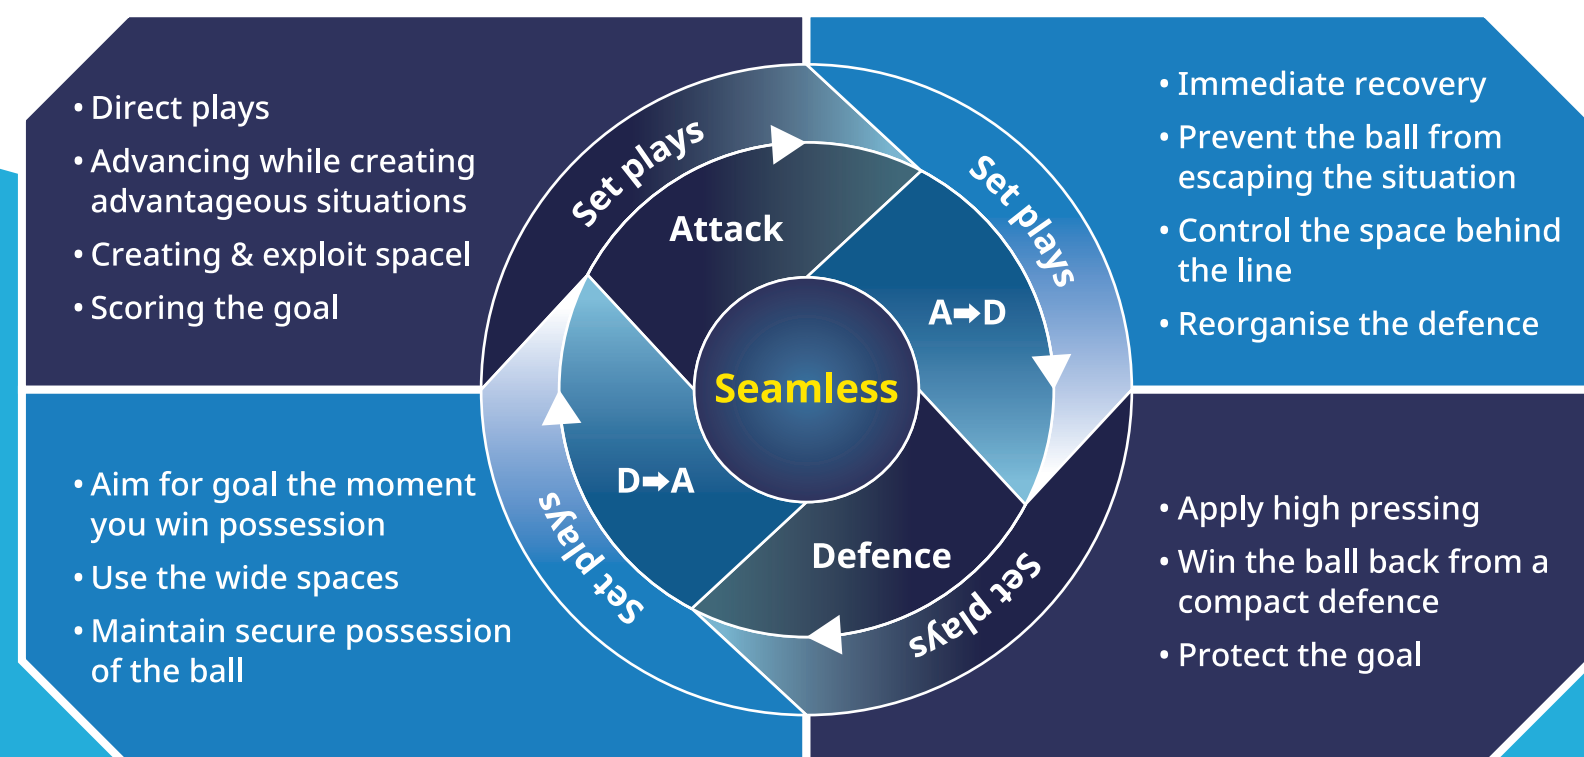 • Direct plays
• Advancing while creating
advantageous situations
• Creating & exploit spacel
• Scoring the goal
• Immediate recovery
• Prevent the ball from
escaping the situation
• Control the space behind
the line
• Reorganise the defence
Set plays
Set plays
Attack
A➡D
Seamless
D➡A
Defence
Set plays
Set plays
• Aim for goal the moment
you win possession
• Use the wide spaces
• Maintain secure possession
of the ball
• Apply high pressing
• Win the ball back from a
compact defence
• Protect the goal